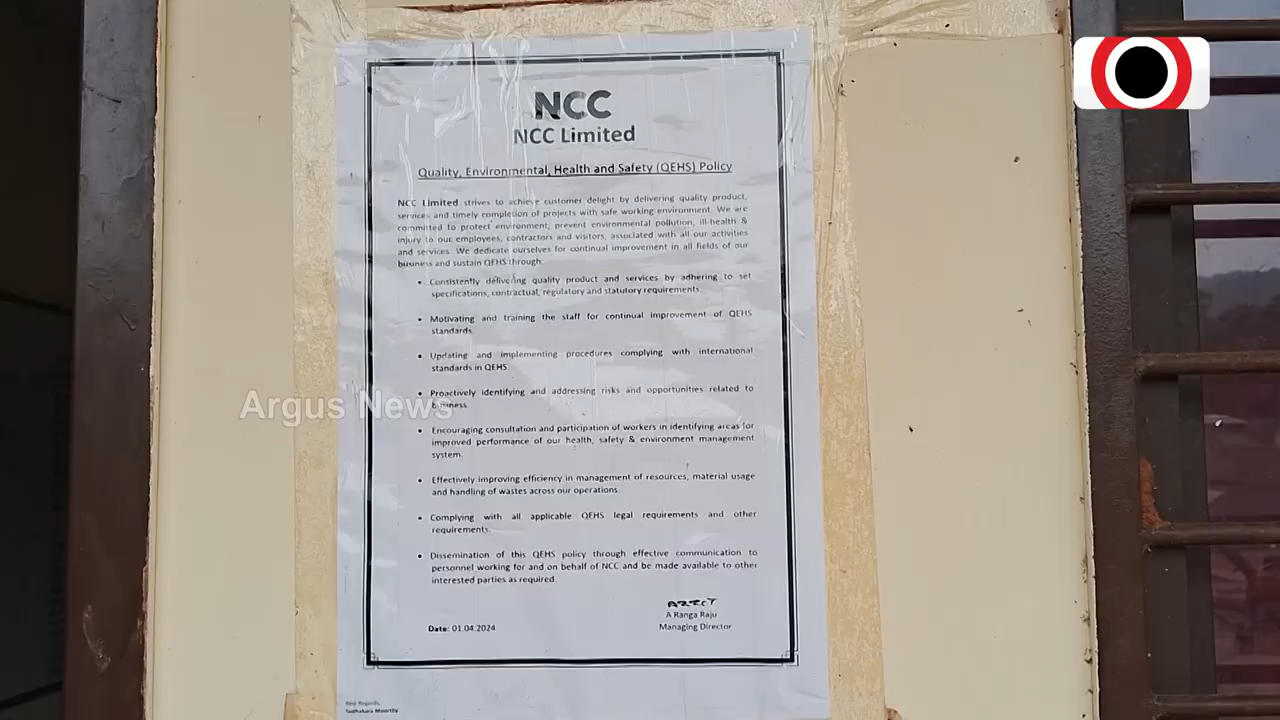 NCC
NCC Limited
Quality, Environmental, Health and Safety (QEHS) Policy
NCC Limited strives to achieve customer delight by delivering quality product,
services and timely completion of projects with safe working environment. We are
committed to protect environment, prevent environmental pollution, ill-health &
injury to our employees, contractors and visitors, associated with all our activities
and services. We dedicate ourselves for continual improvement in all fields of our
business and sustain QEHS through:
• Consistently delivering quality product and services by adhering to set
specifications, contractual, regulatory and statutory requirements.
• Motivating and training the staff for continual improvement of QEHS
standards.
• Updating and implementing procedures complying with international
standards in QEHS.
• Proactively identifying and addressing risks and opportunities related to
business.
Argus News
• Encouraging consultation and participation of workers in identifying areas for
improved performance of our health, safety & environment management
system.
• Effectively improving efficiency in management of resources, material usage
and handling of wastes across our operations.
• Complying with all applicable QEHS legal requirements and other
requirements.
• Dissemination of this QEHS policy through effective communication to
personnel working for and on behalf of NCC and be made available to other
interested parties as required.
A Ranga Raju
Date: 01.04.2024 Managing Director
Best Regards,
Sudhakara Moorthy